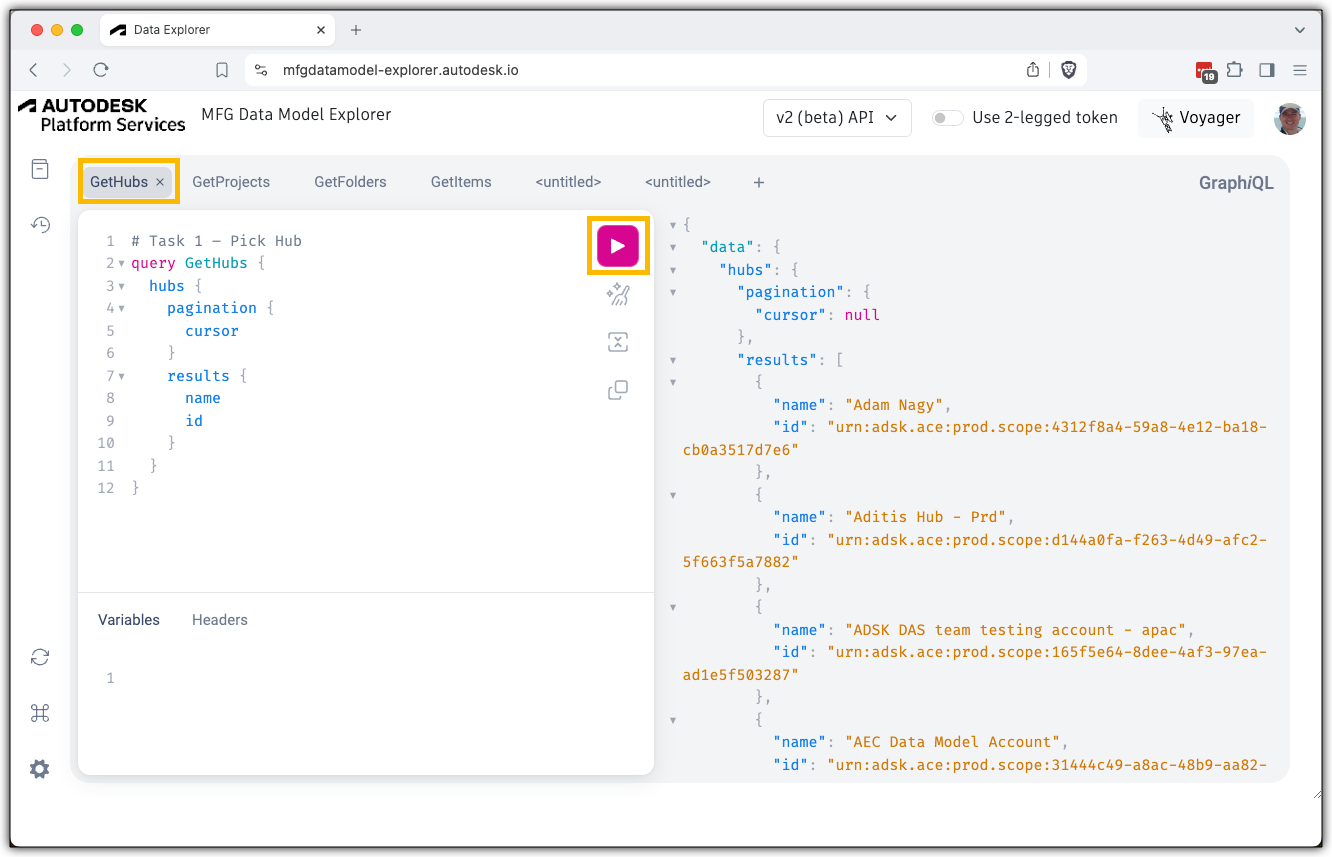 Data Explorer
mfgdatamodel-explorer.autodesk.io
19
AUTODESK
Platform Services
MFG Data Model Explorer
v2 (beta) API
Use 2-legged token
Voyager
GetHubs × GetProjects GetFolders GetItems <untitled> <untitled> +
GraphiQL
1 # Task 1 – Pick Hub
2 query GetHubs {
3 hubs {
4 pagination {
5 cursor
6 }
7 results {
8 name
9 id
10 }
11 }
12 }
Variables Headers
1
{
"data": {
"hubs": {
"pagination": {
"cursor": null
},
"results": [
{
"name": "Adam Nagy",
"id": "urn:adsk.ace:prod.scope:4312f8a4-59a8-4e12-ba18-
cb0a3517d7e6"
},
{
"name": "Aditis Hub - Prd",
"id": "urn:adsk.ace:prod.scope:d144a0fa-f263-4d49-afc2-
5f663f5a7882"
},
{
"name": "ADSK DAS team testing account - apac",
"id": "urn:adsk.ace:prod.scope:165f5e64-8dee-4af3-97ea-
ad1e5f503287"
},
{
"name": "AEC Data Model Account",
"id": "urn:adsk.ace:prod.scope:31444c49-a8ac-48b9-aa82-